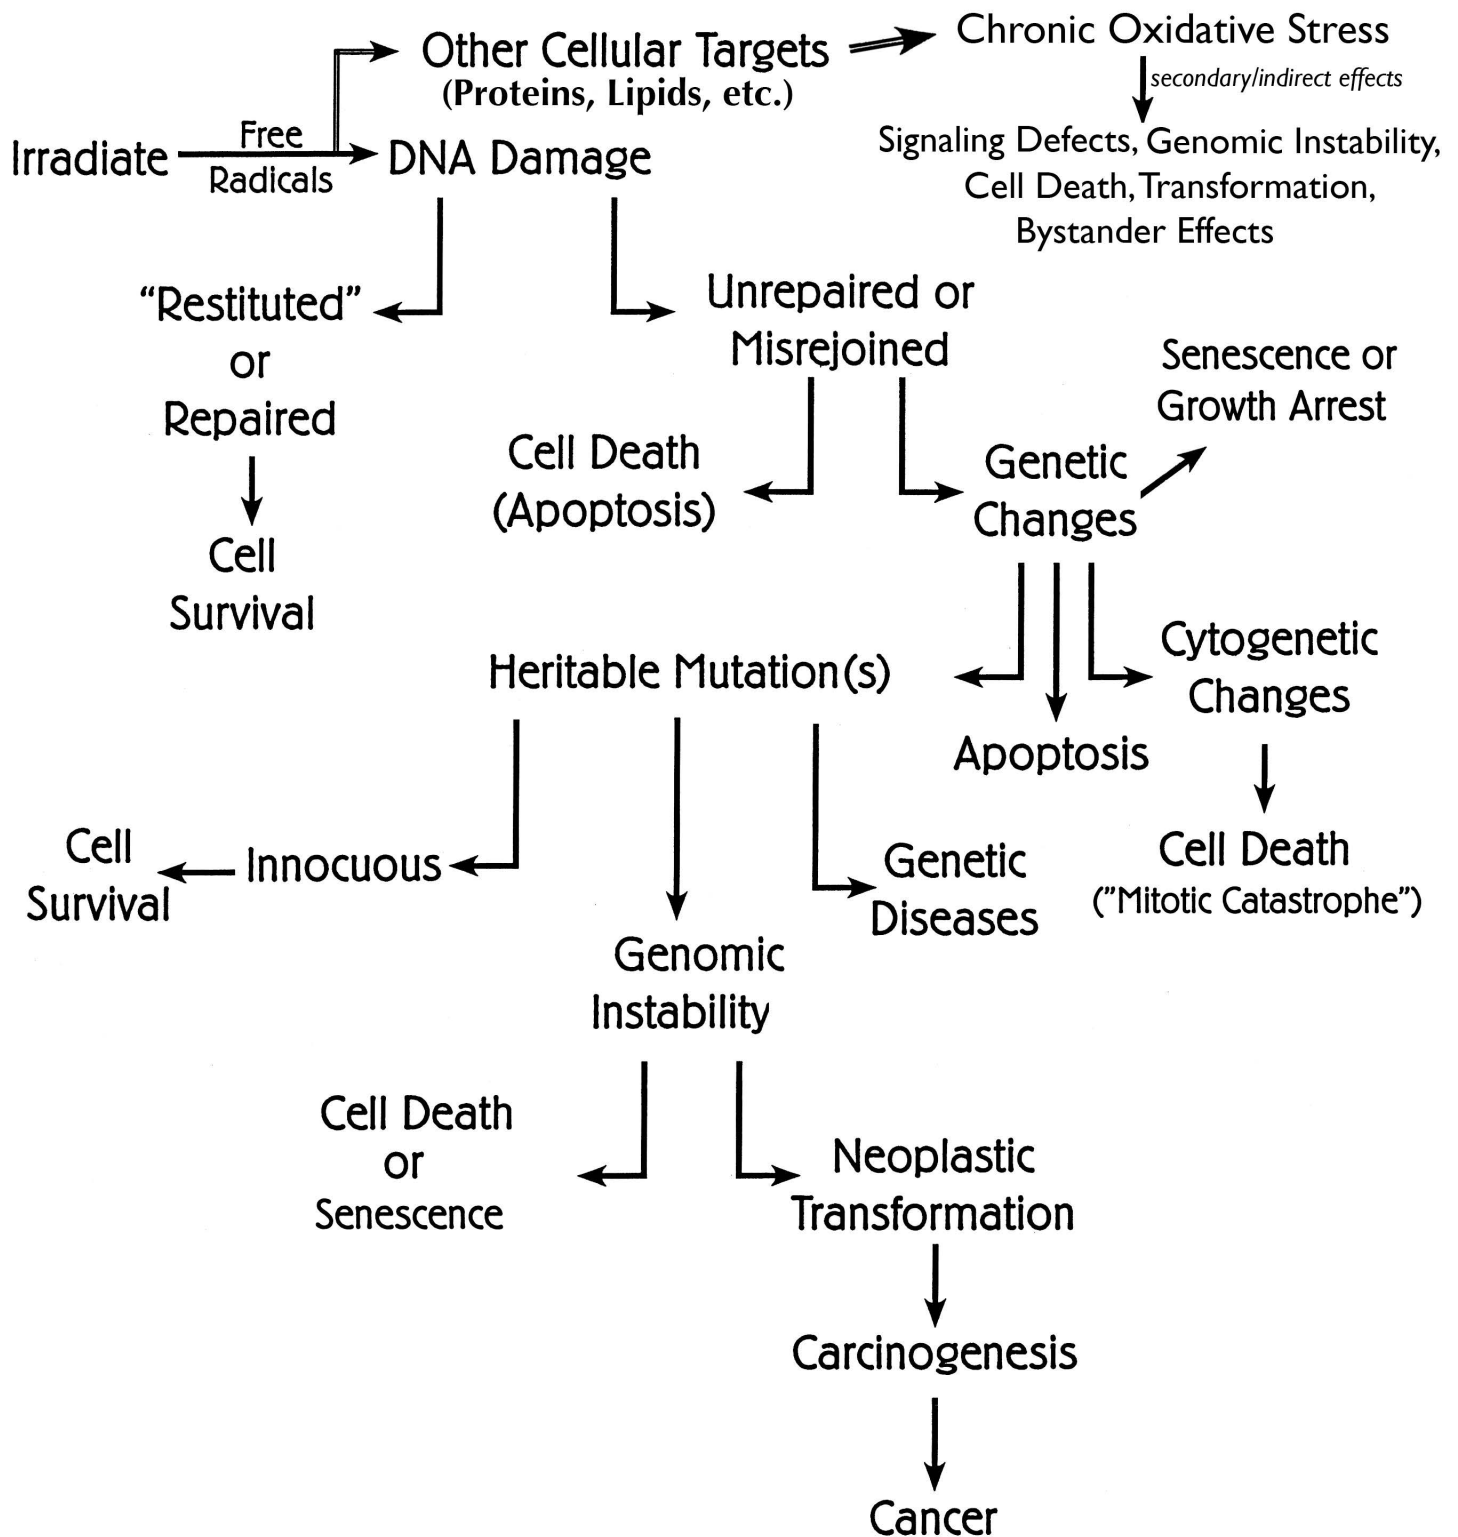 Other Cellular Targets
(Proteins, Lipids, etc.)
Chronic Oxidative Stress
secondary/indirect effects
Signaling Defects, Genomic Instability,
Cell Death, Transformation,
Bystander Effects
Irradiate
Free
Radicals
DNA Damage
“Restituted”
or
Repaired
Cell
Survival
Unrepaired or
Misrejoined
Cell Death
(Apoptosis)
Genetic
Changes
Senescence or
Growth Arrest
Heritable Mutation(s)
Apoptosis
Cytogenetic
Changes
Cell Death
("Mitotic Catastrophe”)
Cell
Survival
Innocuous
Genetic
Diseases
Genomic
Instability
Cell Death
or
Senescence
Neoplastic
Transformation
Carcinogenesis
Cancer